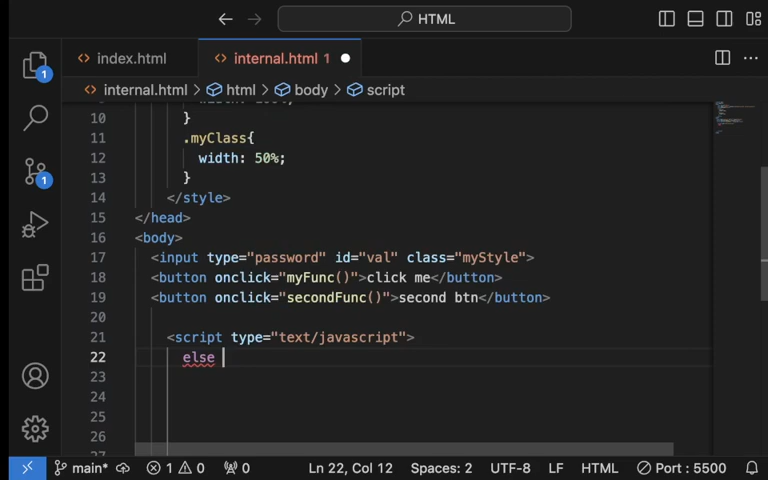 HTML
index.html
internal.html 1
internal.html > html > body > script
10 }
11 .myClass{
12 width: 50%;
13 }
14 </style>
15 </head>
16 <body>
17 <input type="password" id="val" class="myStyle">
18 <button onclick="myFunc()">click me</button>
19 <button onclick="secondFunc()">second btn</button>
20
21 <script type="text/javascript">
22 else
23
24
25
26
1
1
main* 1 0 0 Ln 22, Col 12 Spaces: 2 UTF-8 LF HTML Port : 5500